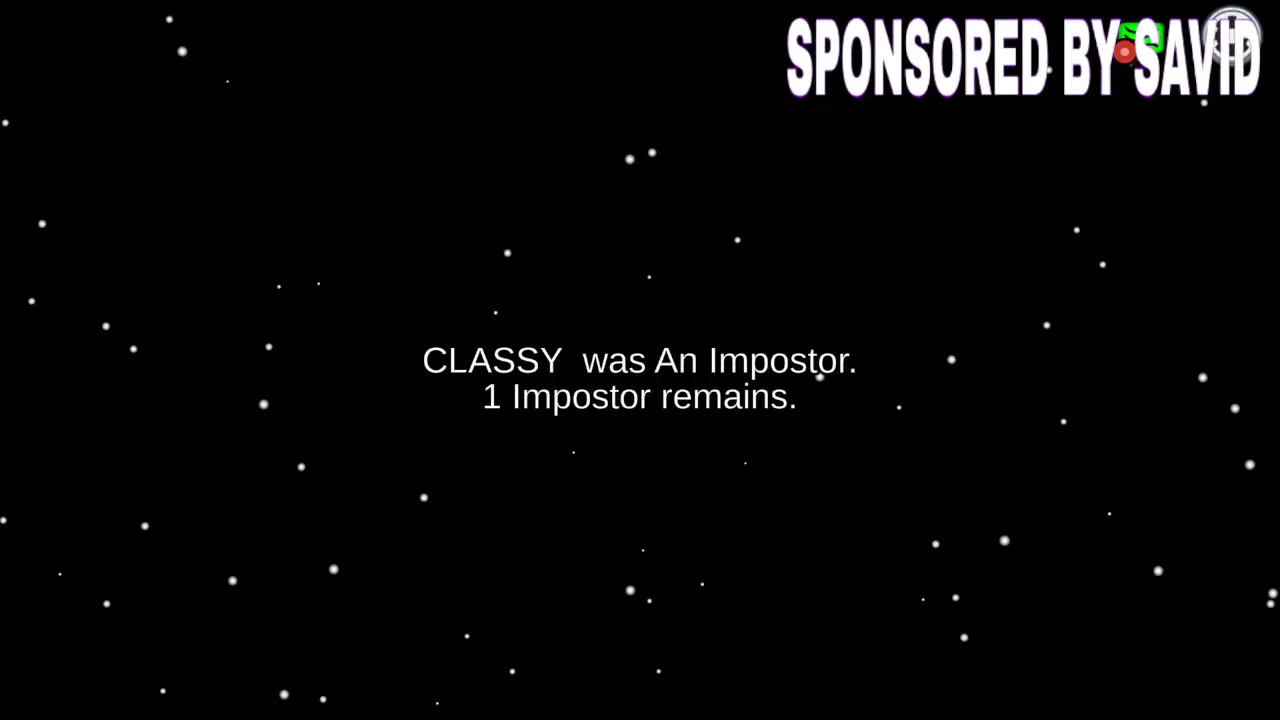 SPONSORED BY SAVID
CLASSY  was An Impostor.
1 Impostor remains.